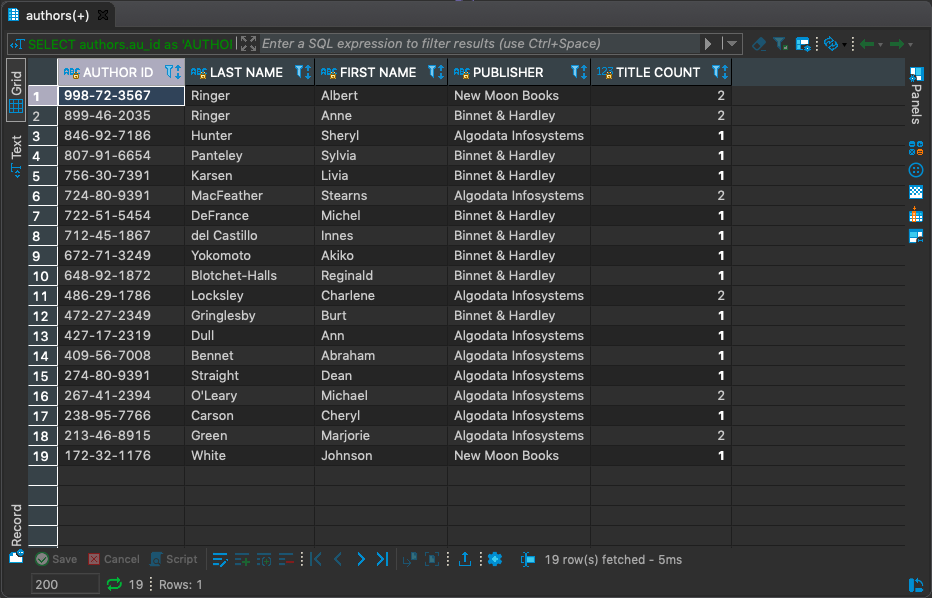 authors(+)
SELECT authors.au_id as 'AUTHO Enter a SQL expression to filter results (use Ctrl+Space)
Grid
Text
Record
Panels
ABC AUTHOR ID ABC LAST NAME ABC FIRST NAME ABC PUBLISHER 123 TITLE COUNT
1 998-72-3567 Ringer Albert New Moon Books 2
2 899-46-2035 Ringer Anne Binnet & Hardley 2
3 846-92-7186 Hunter Sheryl Algodata Infosystems 1
4 807-91-6654 Panteley Sylvia Binnet & Hardley 1
5 756-30-7391 Karsen Livia Binnet & Hardley 1
6 724-80-9391 MacFeather Stearns Algodata Infosystems 2
7 722-51-5454 DeFrance Michel Binnet & Hardley 1
8 712-45-1867 del Castillo Innes Binnet & Hardley 1
9 672-71-3249 Yokomoto Akiko Binnet & Hardley 1
10 648-92-1872 Blotchet-Halls Reginald Binnet & Hardley 1
11 486-29-1786 Locksley Charlene Algodata Infosystems 2
12 472-27-2349 Gringlesby Burt Binnet & Hardley 1
13 427-17-2319 Dull Ann Algodata Infosystems 1
14 409-56-7008 Bennet Abraham Algodata Infosystems 1
15 274-80-9391 Straight Dean Algodata Infosystems 1
16 267-41-2394 O'Leary Michael Algodata Infosystems 2
17 238-95-7766 Carson Cheryl Algodata Infosystems 1
18 213-46-8915 Green Marjorie Algodata Infosystems 2
19 172-32-1176 White Johnson New Moon Books 1
Save Cancel Script 19 row(s) fetched - 5ms
200 19 Rows: 1